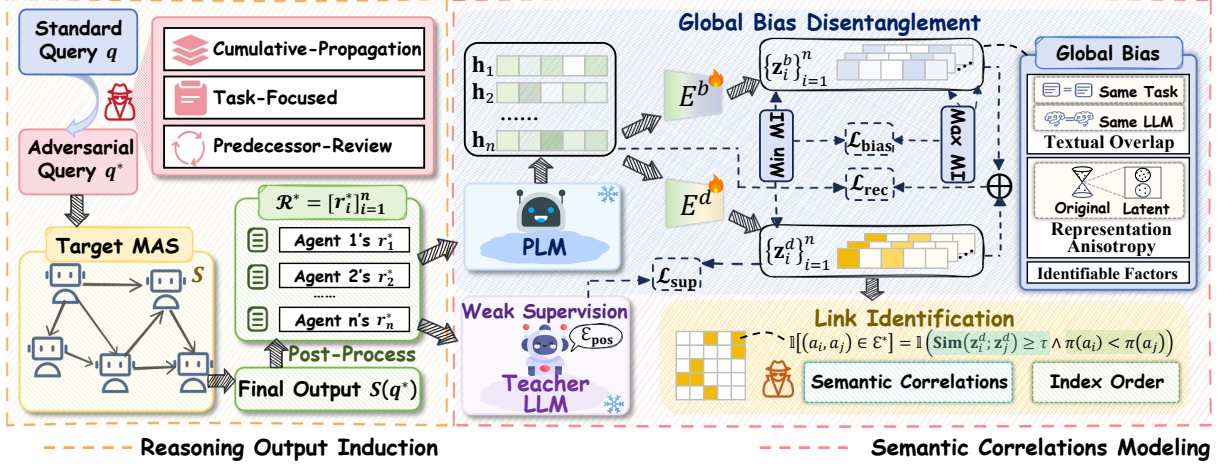 Standard
Query q
Adversarial
Query q*
Cumulative-Propagation
Task-Focused
Predecessor-Review
Target MAS
S
R* = [r*_i]^n_{i=1}
Agent 1's r*_1
Agent 2's r*_2
......
Agent n's r*_n
Post-Process
Final Output S(q*)
Reasoning Output Induction
Global Bias Disentanglement
h_1
h_2
......
h_n
PLM
E^b
E^d
{z^b_i}^n_{i=1}
...
Min MI
Max MI
L_bias
L_rec
{z^d_i}^n_{i=1}
...
L_sup
Weak Supervision
ε_pos
Teacher
LLM
Global Bias
= Same Task
= Same LLM
Textual Overlap
Original Latent
Representation
Anisotropy
Identifiable Factors
Link Identification
𝕀[(a_i, a_j) ∈ ε*] = 𝕀(Sim(z^d_i; z^d_j) ≥ τ ∧ π(a_i) < π(a_j))
Semantic Correlations
Index Order
Semantic Correlations Modeling